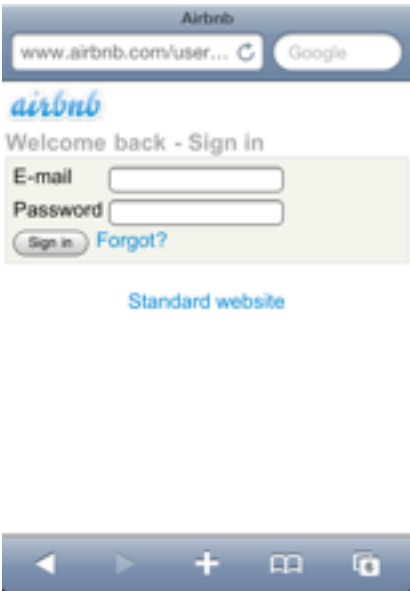 Airbnb
www.airbnb.com/user... Google
airbnb
Welcome back - Sign in
E-mail
Password
Sign in Forgot?
Standard website